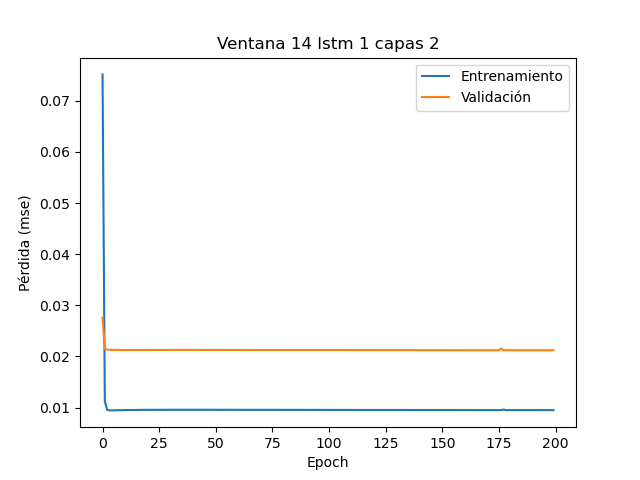 Ventana 14 lstm 1 capas 2
Entrenamiento
Validación
Pérdida (mse)
0.07
0.06
0.05
0.04
0.03
0.02
0.01
0 25 50 75 100 125 150 175 200
Epoch